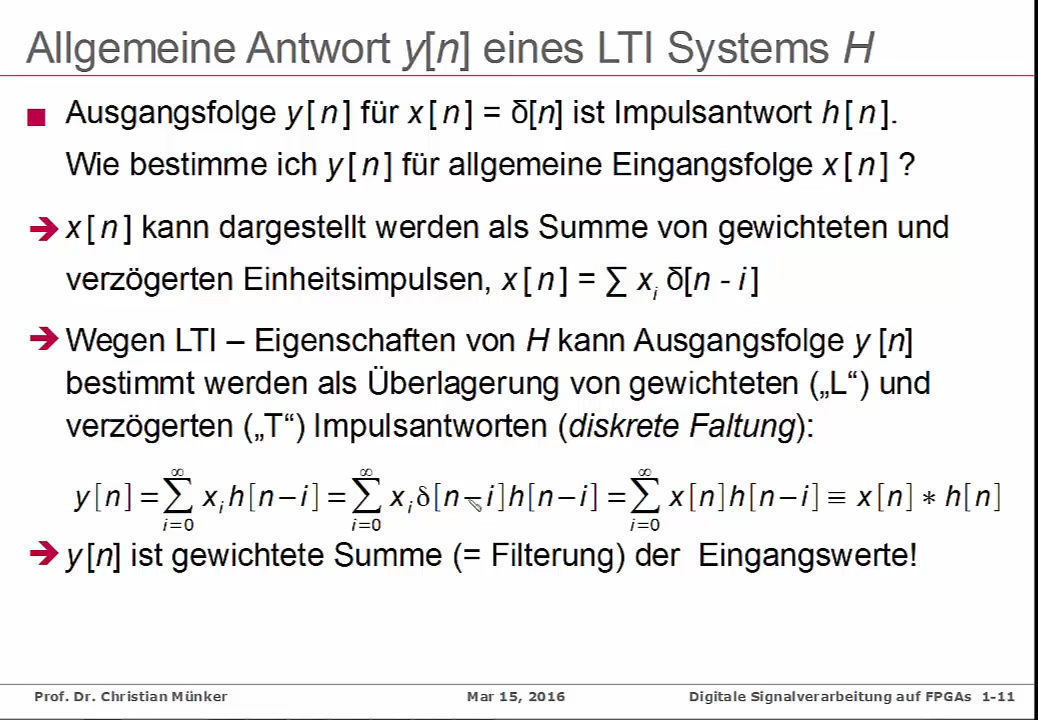 Allgemeine Antwort y[n] eines LTI Systems H
Ausgangsfolge y[n] für x[n] = δ[n] ist Impulsantwort h[n].
Wie bestimme ich y[n] für allgemeine Eingangsfolge x[n] ?
➔ x[n] kann dargestellt werden als Summe von gewichteten und
verzögerten Einheitsimpulsen, x[n] = ∑ xᵢ δ[n - i]
➔ Wegen LTI – Eigenschaften von H kann Ausgangsfolge y [n]
bestimmt werden als Überlagerung von gewichteten („L“) und
verzögerten („T“) Impulsantworten (diskrete Faltung):
y[n] = ∑_{i=0}^{∞} xᵢ h[n−i] = ∑_{i=0}^{∞} xᵢ δ[n−i]h[n−i] = ∑_{i=0}^{∞} x[n]h[n−i] ≡ x[n] ∗ h[n]
➔ y[n] ist gewichtete Summe (= Filterung) der Eingangswerte!
Prof. Dr. Christian Münker Mar 15, 2016 Digitale Signalverarbeitung auf FPGAs 1-11